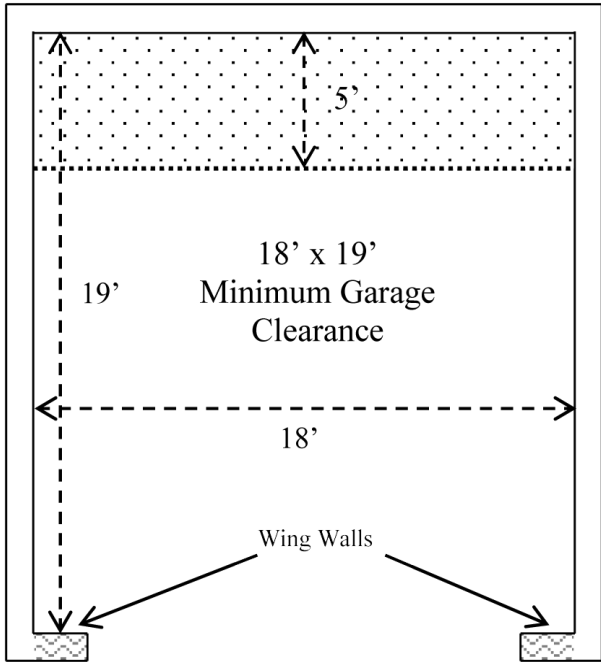 5’
18’ x 19’
Minimum Garage
Clearance
19’
18’
Wing Walls